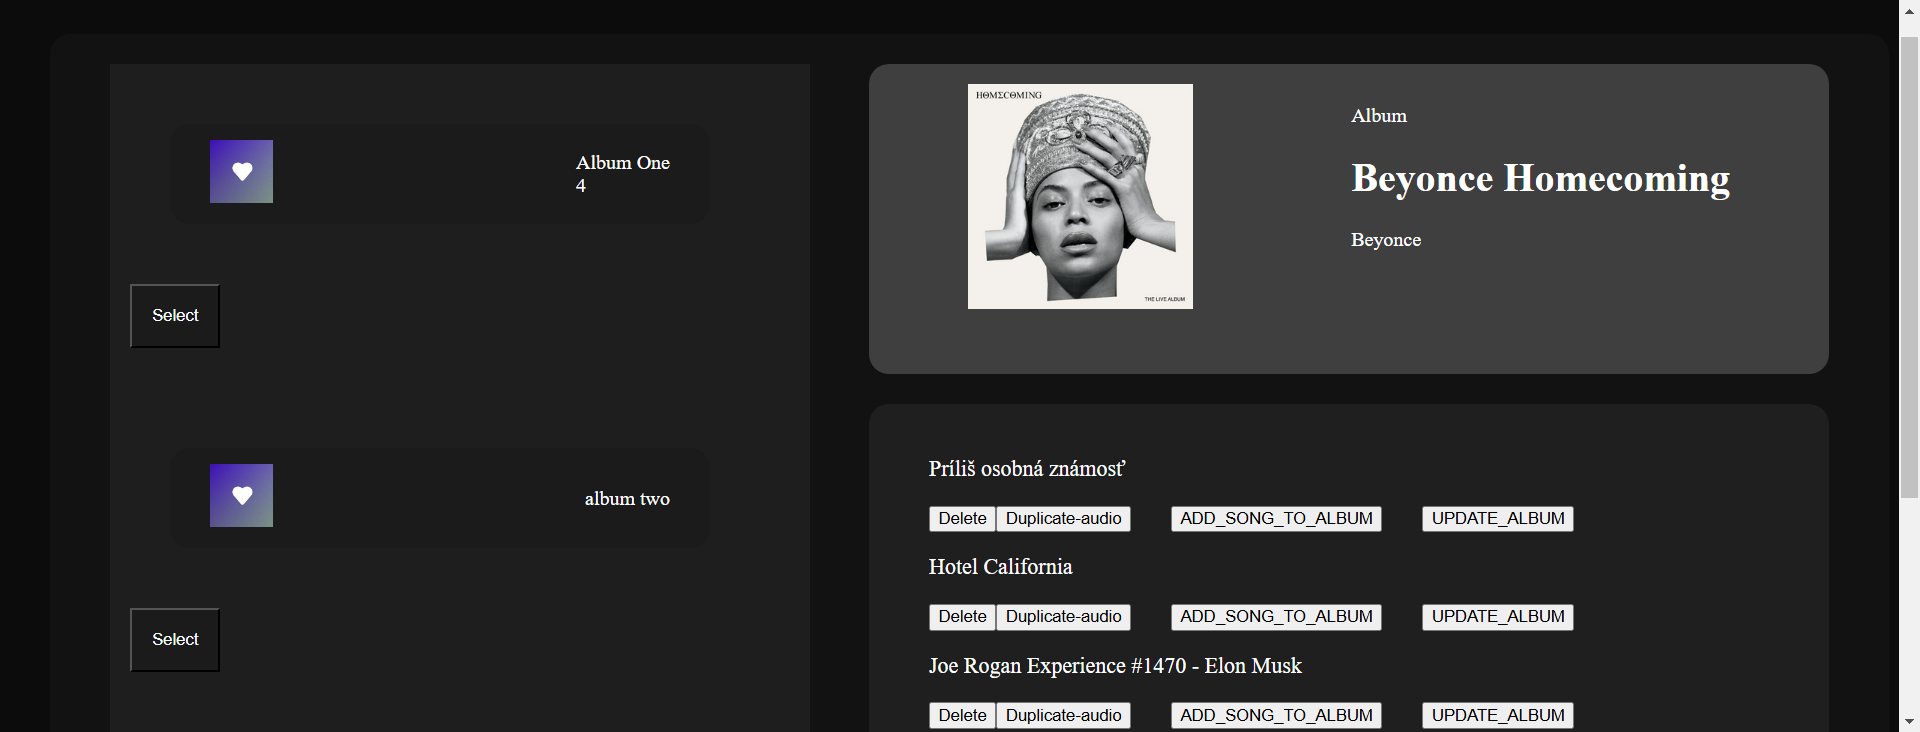 Album One
4
Select
album two
Select
HΘMΣCΘMING
THE LIVE ALBUM
Album
Beyonce Homecoming
Beyonce
Príliš osobná známosť
Delete Duplicate-audio ADD_SONG_TO_ALBUM UPDATE_ALBUM
Hotel California
Delete Duplicate-audio ADD_SONG_TO_ALBUM UPDATE_ALBUM
Joe Rogan Experience #1470 - Elon Musk
Delete Duplicate-audio ADD_SONG_TO_ALBUM UPDATE_ALBUM